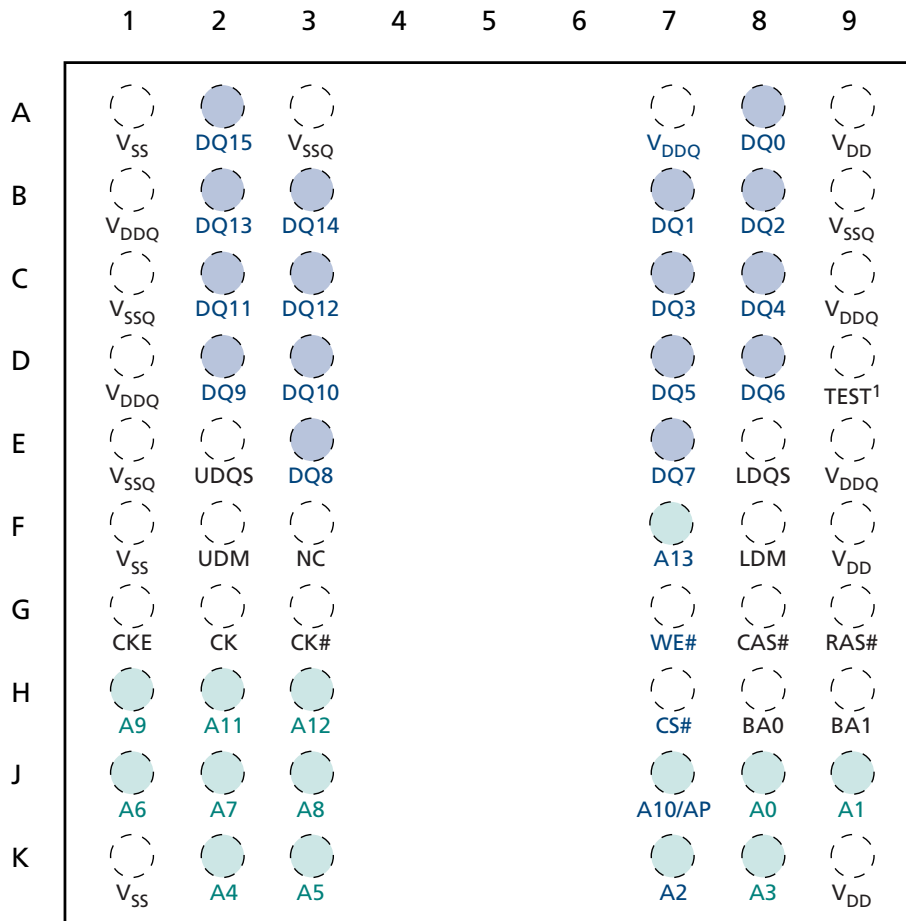 1 2 3 4 5 6 7 8 9
A
VSS DQ15 VSSQ VDDQ DQ0 VDD
B
VDDQ DQ13 DQ14 DQ1 DQ2 VSSQ
C
VSSQ DQ11 DQ12 DQ3 DQ4 VDDQ
D
VDDQ DQ9 DQ10 DQ5 DQ6 TEST1
E
VSSQ UDQS DQ8 DQ7 LDQS VDDQ
F
VSS UDM NC A13 LDM VDD
G
CKE CK CK# WE# CAS# RAS#
H
A9 A11 A12 CS# BA0 BA1
J
A6 A7 A8 A10/AP A0 A1
K
VSS A4 A5 A2 A3 VDD